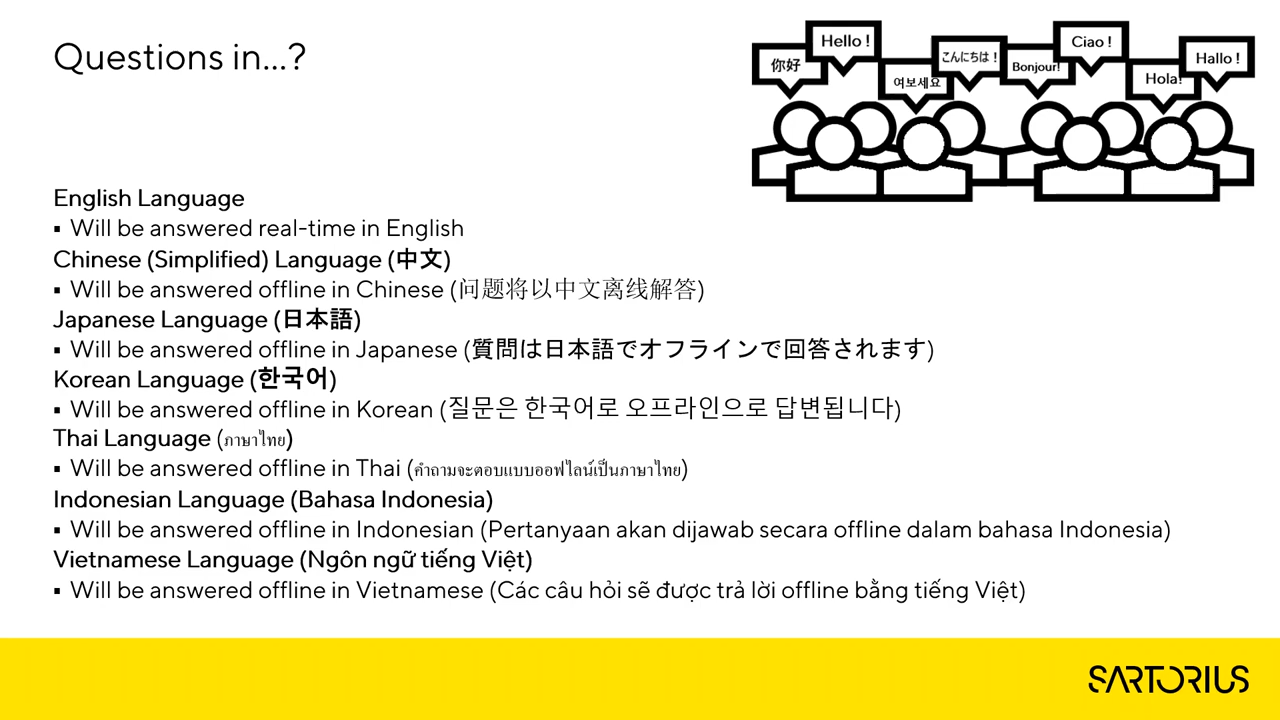 Questions in...?
你好
Hello !
여보세요
こんにちは !
Bonjour!
Ciao !
Hola!
Hallo !
English Language
▪ Will be answered real-time in English
Chinese (Simplified) Language (中文)
▪ Will be answered offline in Chinese (问题将以中文离线解答)
Japanese Language (日本語)
▪ Will be answered offline in Japanese (質問は日本語でオフラインで回答されます)
Korean Language (한국어)
▪ Will be answered offline in Korean (질문은 한국어로 오프라인으로 답변됩니다)
Thai Language (ภาษาไทย)
▪ Will be answered offline in Thai (คำถามจะตอบแบบออฟไลน์เป็นภาษาไทย)
Indonesian Language (Bahasa Indonesia)
▪ Will be answered offline in Indonesian (Pertanyaan akan dijawab secara offline dalam bahasa Indonesia)
Vietnamese Language (Ngôn ngữ tiếng Việt)
▪ Will be answered offline in Vietnamese (Các câu hỏi sẽ được trả lời offline bằng tiếng Việt)
SARTORIUS